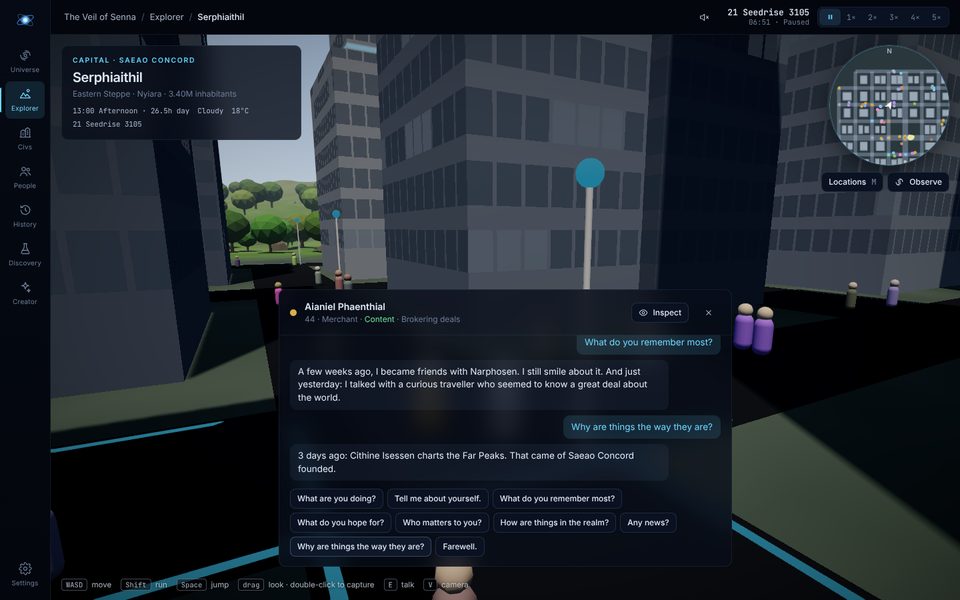 The Veil of Senna / Explorer / Serphiaithil
21 Seedrise 3105
06:51 · Paused
1× 2× 3× 4× 5×
Universe
Explorer
Civs
People
History
Discovery
Creator
Settings
CAPITAL · SAEAO CONCORD
Serphiaithil
Eastern Steppe · Nyiara · 3.40M inhabitants
13:00 Afternoon · 26.5h day Cloudy 18°C
21 Seedrise 3105
N
Locations M
Observe
Aianiel Phaenthial
44 · Merchant · Content · Brokering deals
Inspect
What do you remember most?
A few weeks ago, I became friends with Narphosen. I still smile about it. And just
yesterday: I talked with a curious traveller who seemed to know a great deal about
the world.
Why are things the way they are?
3 days ago: Cithine Isessen charts the Far Peaks. That came of Saeao Concord
founded.
What are you doing? Tell me about yourself. What do you remember most?
What do you hope for? Who matters to you? How are things in the realm? Any news?
Why are things the way they are? Farewell.
WASD move Shift run Space jump drag look · double-click to capture E talk V camera